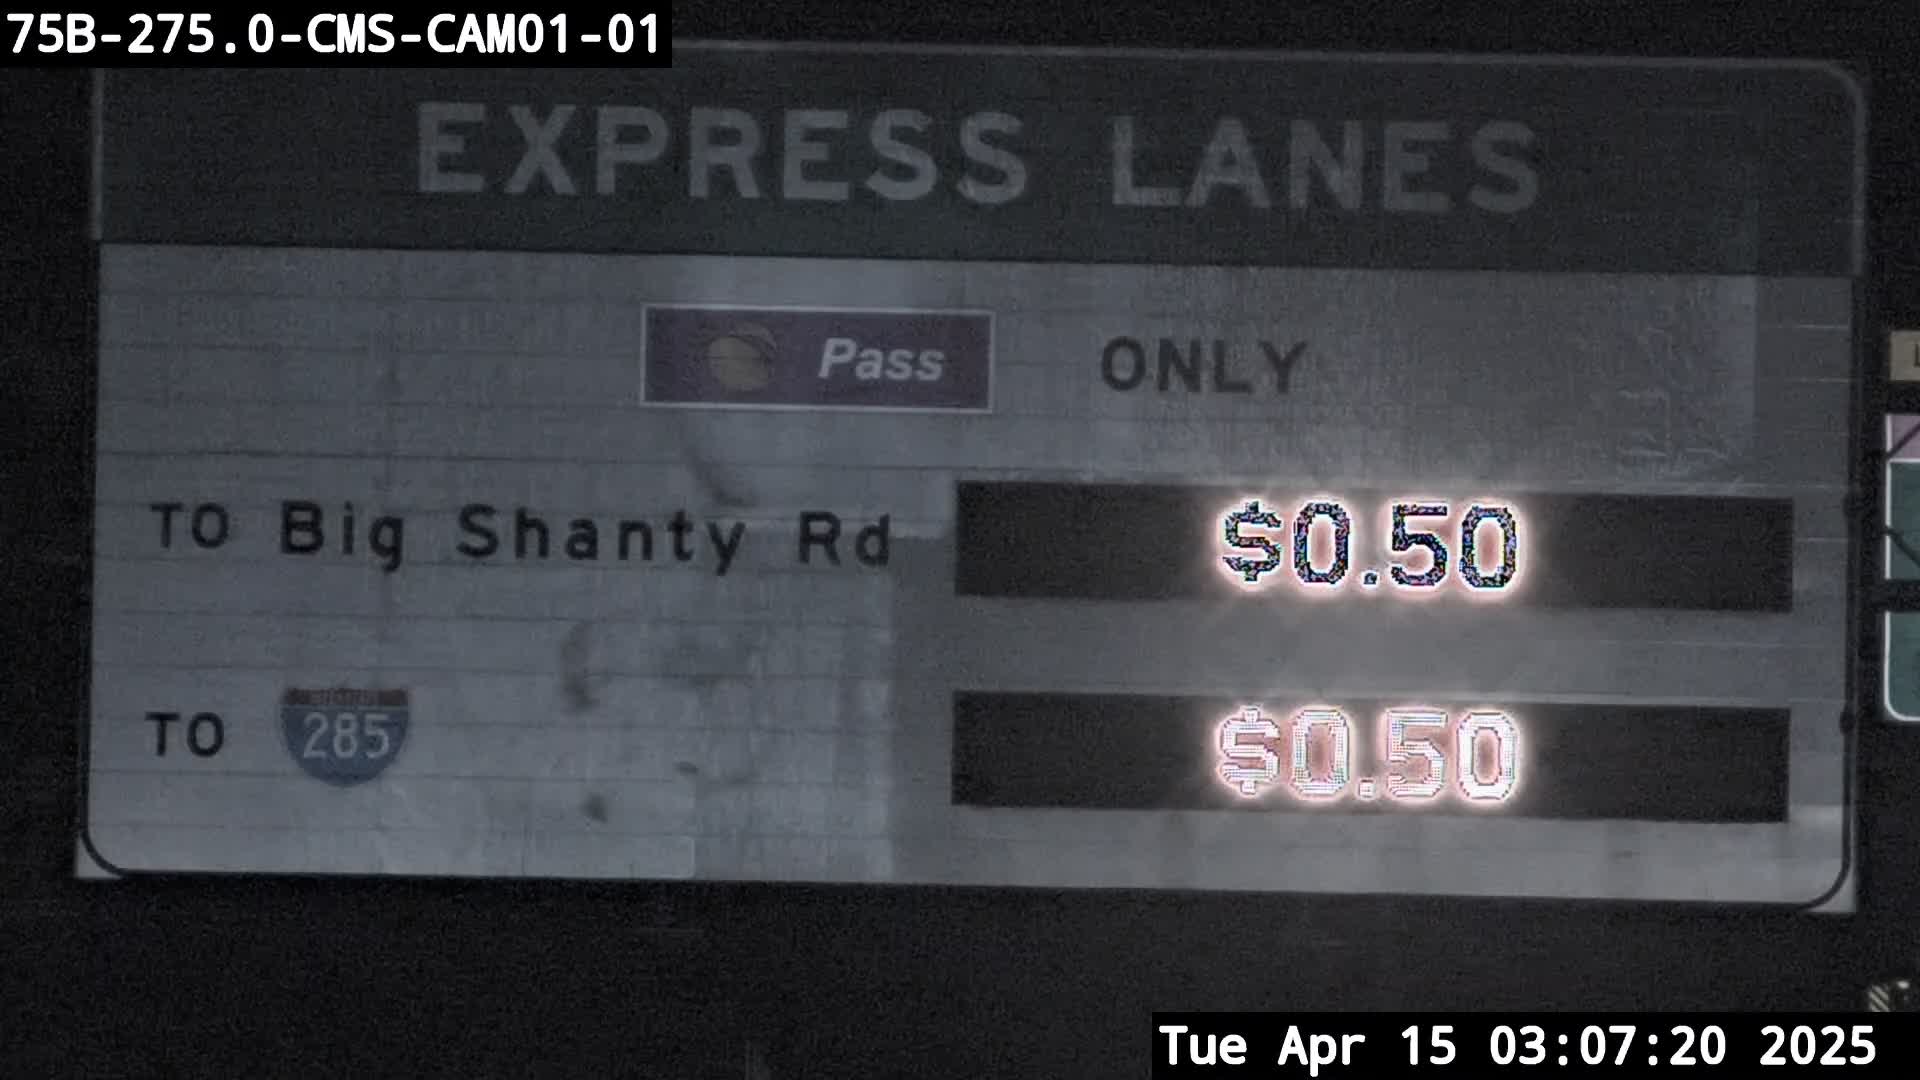 75B-275.0-CMS-CAM01-01
EXPRESS LANES
Pass ONLY
TO Big Shanty Rd $0.50
TO 285 $0.50
Tue Apr 15 03:07:20 2025